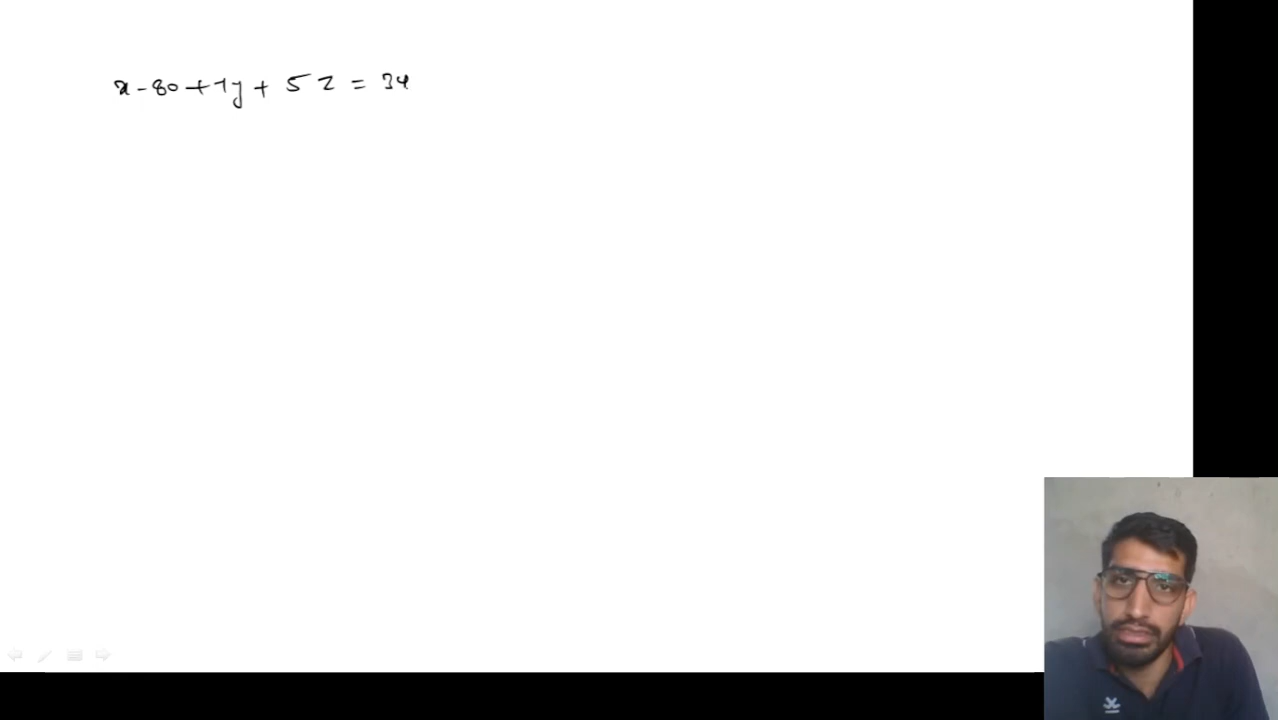 x - 80 + 7y + 5z = 34